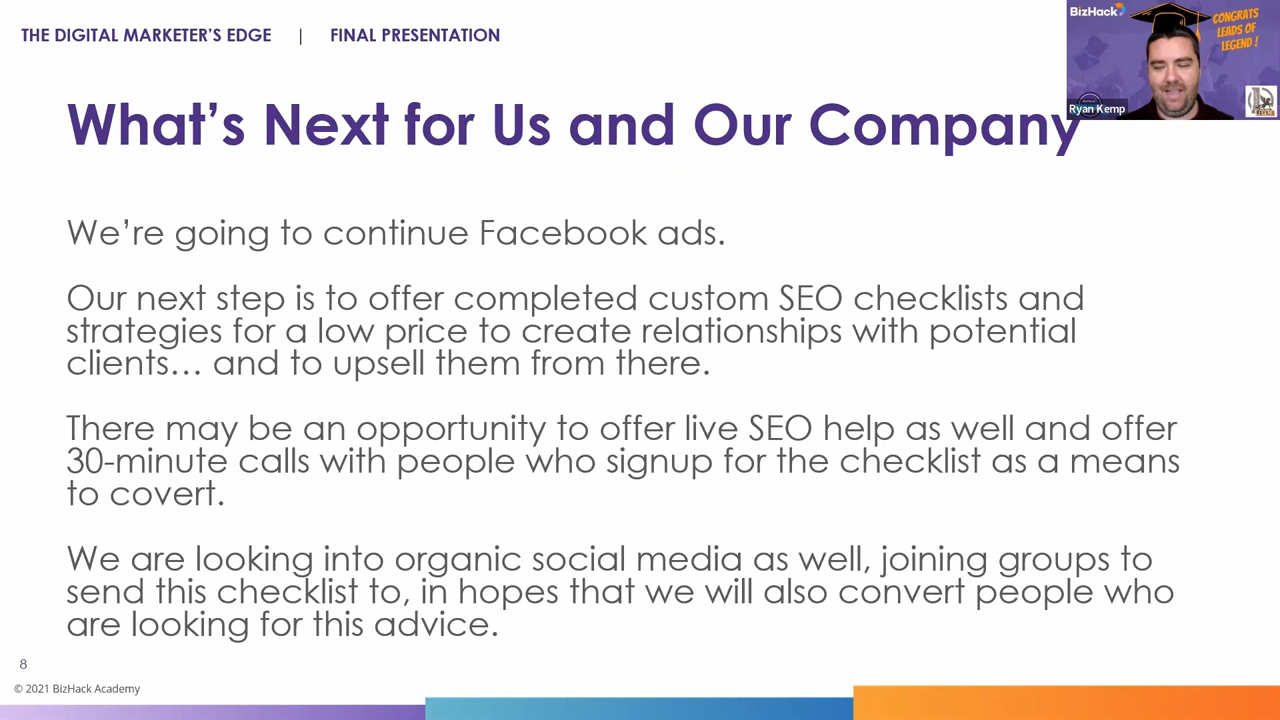 THE DIGITAL MARKETER'S EDGE | FINAL PRESENTATION
BizHack
CONGRATS
LEADS OF
LEGEND !
Ryan Kemp
What's Next for Us and Our Company
We're going to continue Facebook ads.
Our next step is to offer completed custom SEO checklists and
strategies for a low price to create relationships with potential
clients… and to upsell them from there.
There may be an opportunity to offer live SEO help as well and offer
30-minute calls with people who signup for the checklist as a means
to covert.
We are looking into organic social media as well, joining groups to
send this checklist to, in hopes that we will also convert people who
are looking for this advice.
8
© 2021 BizHack Academy